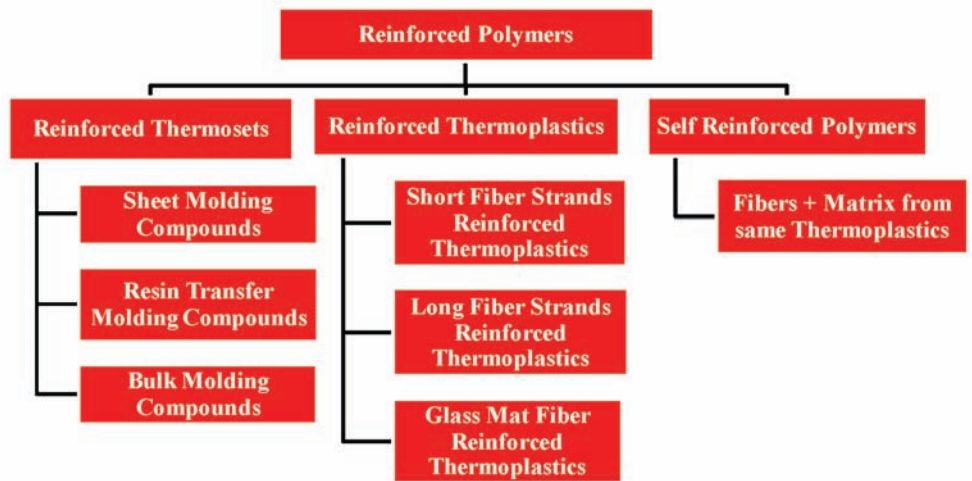 Reinforced Polymers
Reinforced Thermosets
Sheet Molding
Compounds
Resin Transfer
Molding Compounds
Bulk Molding
Compounds
Reinforced Thermoplastics
Short Fiber Strands
Reinforced
Thermoplastics
Long Fiber Strands
Reinforced
Thermoplastics
Glass Mat Fiber
Reinforced
Thermoplastics
Self Reinforced Polymers
Fibers + Matrix from
same Thermoplastics